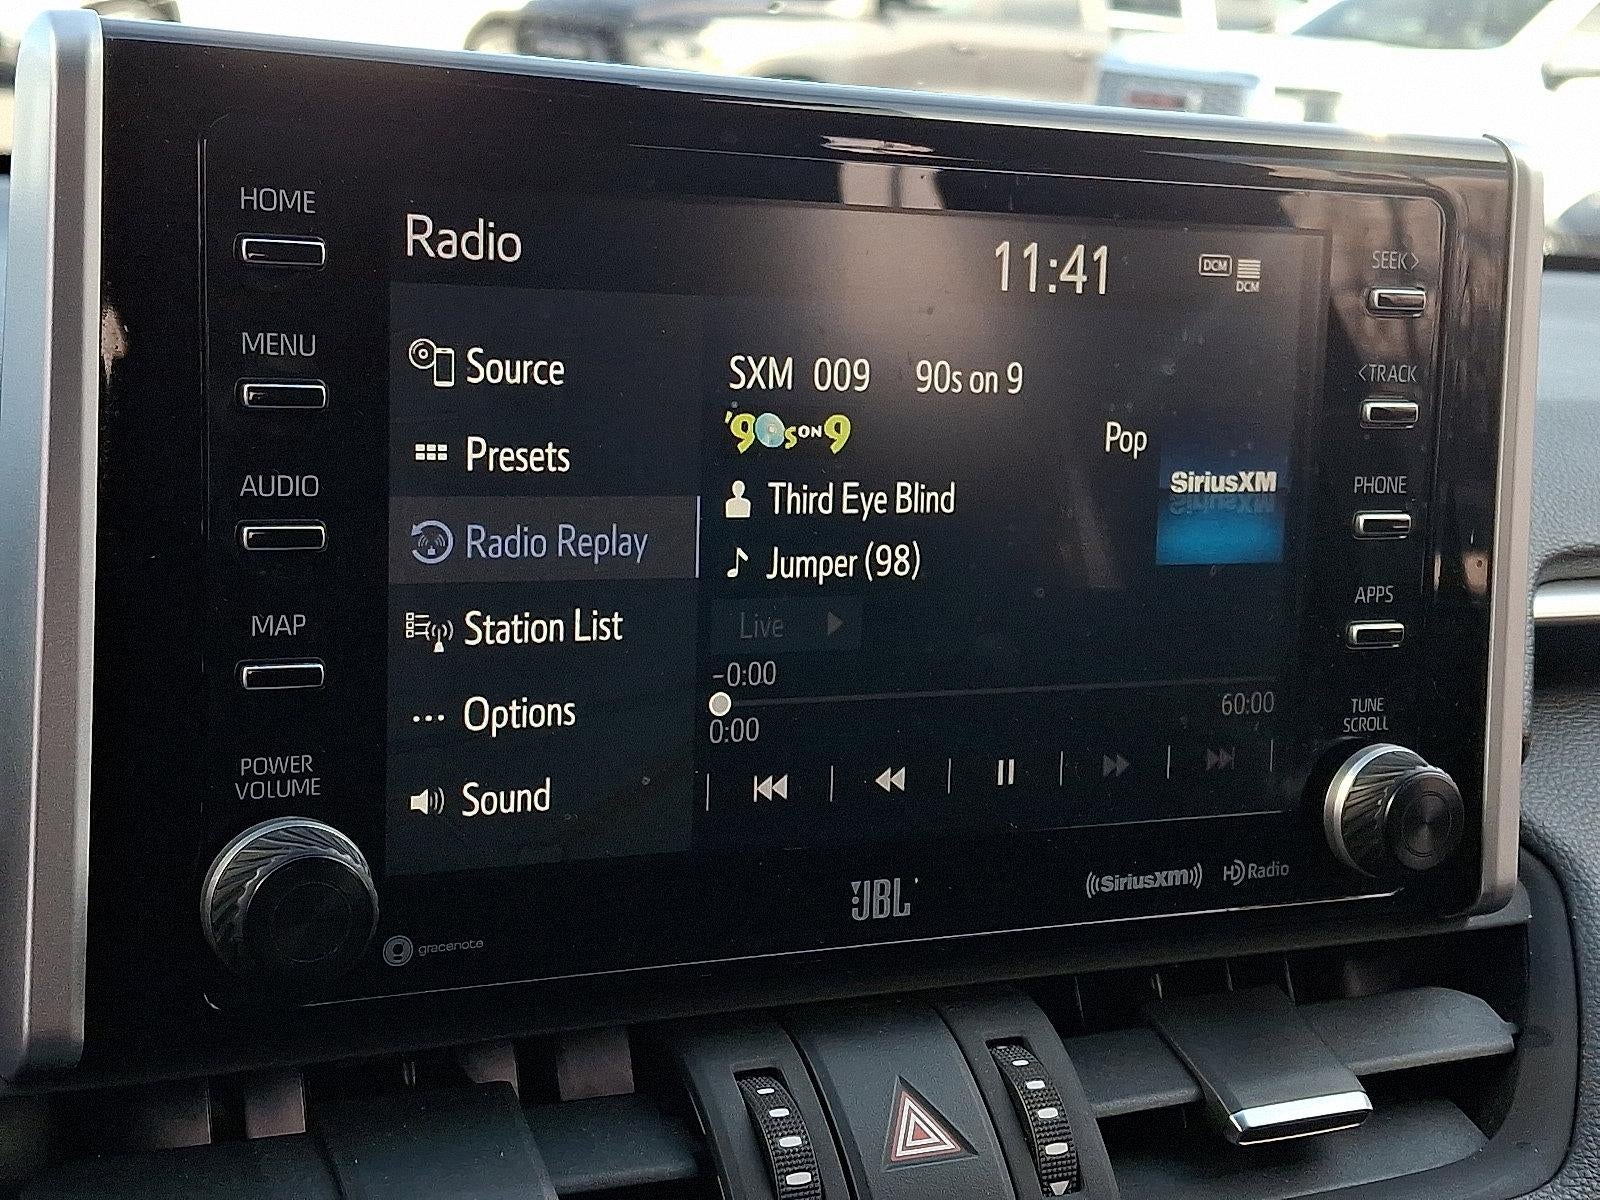 HOME
MENU
AUDIO
MAP
POWER
VOLUME
Radio
11:41
DCM
DCM
Source
Presets
Radio Replay
Station List
Options
Sound
SXM 009 90s on 9
'90s ON 9
Pop
SiriusXM
Third Eye Blind
Jumper (98)
Live
-0:00
0:00
60:00
SEEK>
<TRACK
PHONE
APPS
TUNE
SCROLL
gracenote
JBL
((SiriusXM))
HD Radio